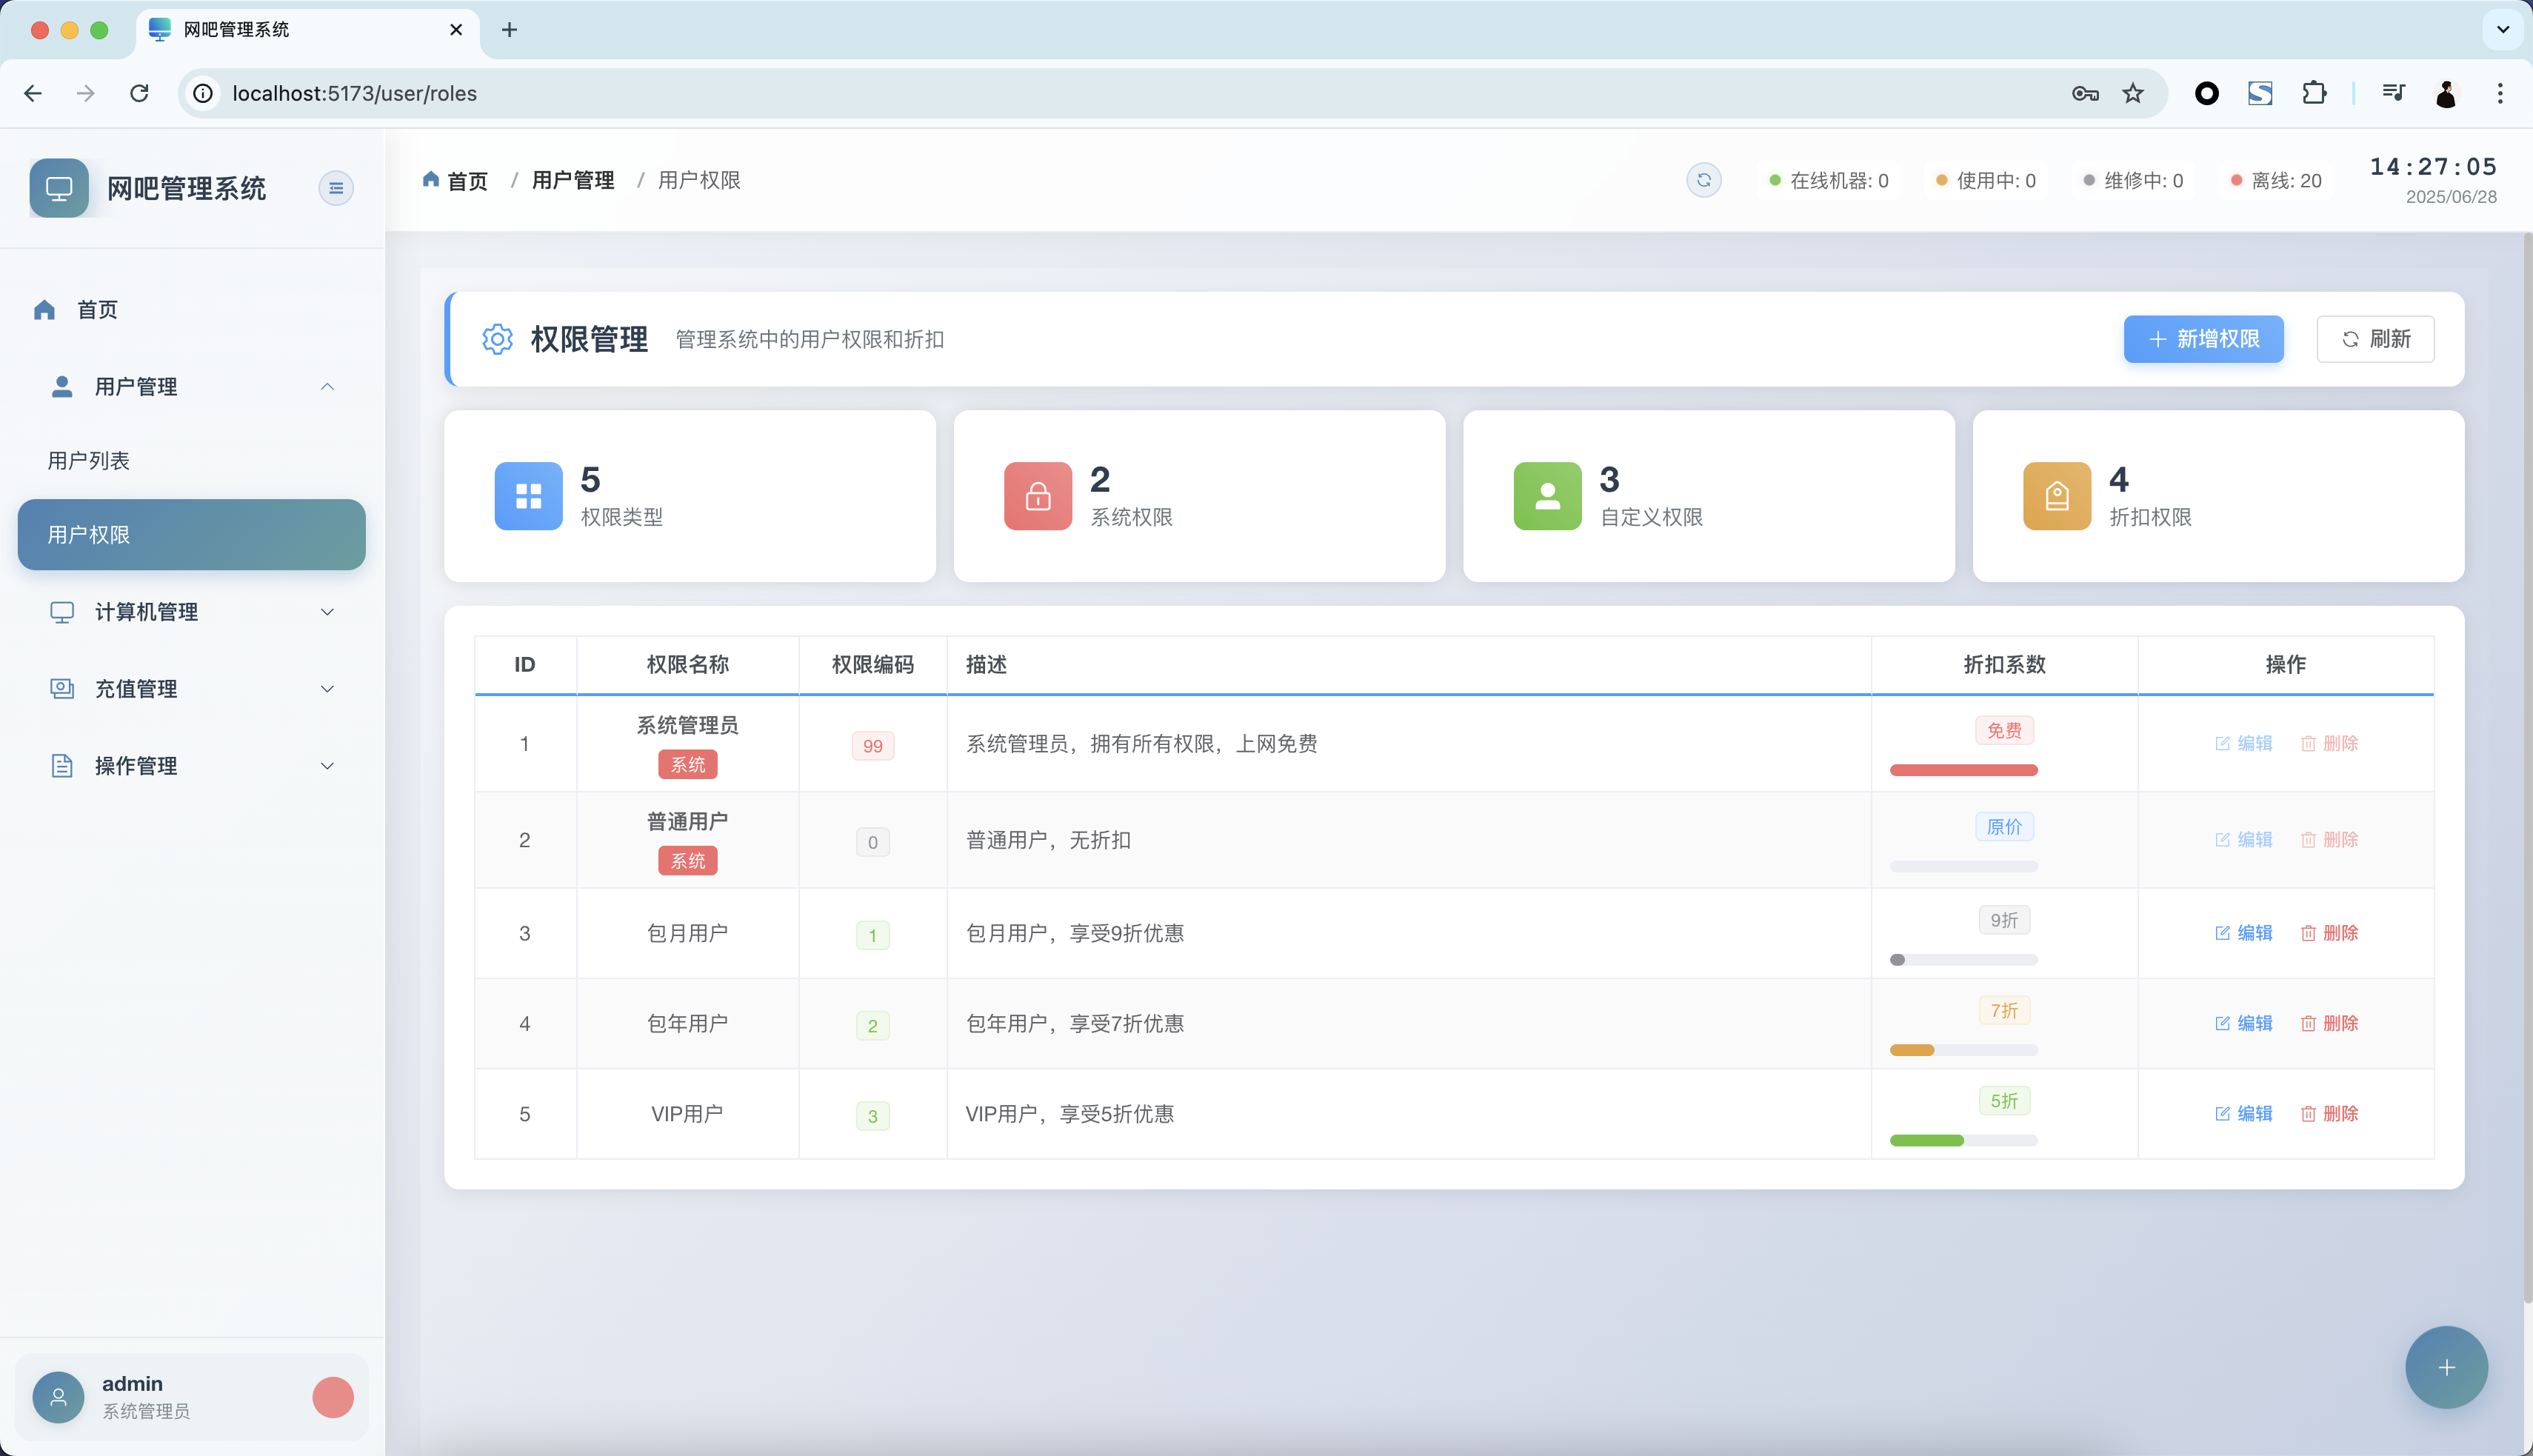 网吧管理系统
localhost:5173/user/roles
网吧管理系统
首页 / 用户管理 / 用户权限
在线机器: 0 使用中: 0 维修中: 0 离线: 20
14:27:05
2025/06/28
首页
用户管理
用户列表
用户权限
计算机管理
充值管理
操作管理
admin
系统管理员
权限管理 管理系统中的用户权限和折扣 新增权限 刷新
5
权限类型
2
系统权限
3
自定义权限
4
折扣权限
ID 权限名称 权限编码 描述 折扣系数 操作
1 系统管理员 系统 99 系统管理员，拥有所有权限，上网免费 免费 编辑 删除
2 普通用户 系统 0 普通用户，无折扣 原价 编辑 删除
3 包月用户 1 包月用户，享受9折优惠 9折 编辑 删除
4 包年用户 2 包年用户，享受7折优惠 7折 编辑 删除
5 VIP用户 3 VIP用户，享受5折优惠 5折 编辑 删除